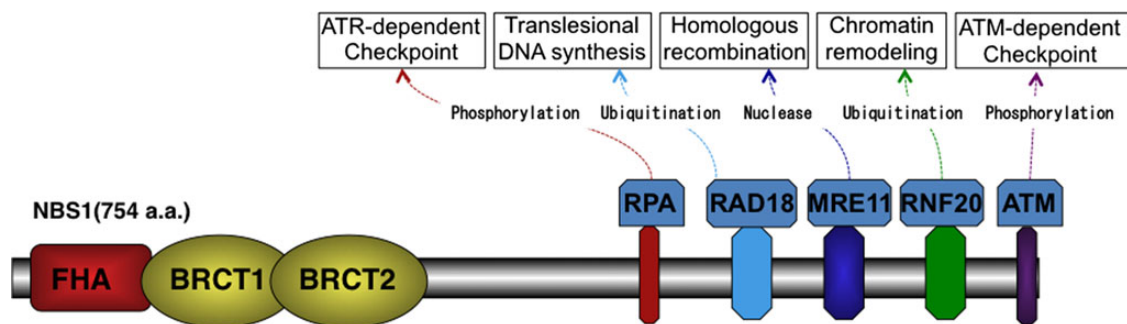 ATR-dependent
Checkpoint
Translesional
DNA synthesis
Homologous
recombination
Chromatin
remodeling
ATM-dependent
Checkpoint
Phosphorylation
Ubiquitination
Nuclease
Ubiquitination
Phosphorylation
RPA
RAD18
MRE11
RNF20
ATM
NBS1(754 a.a.)
FHA
BRCT1
BRCT2